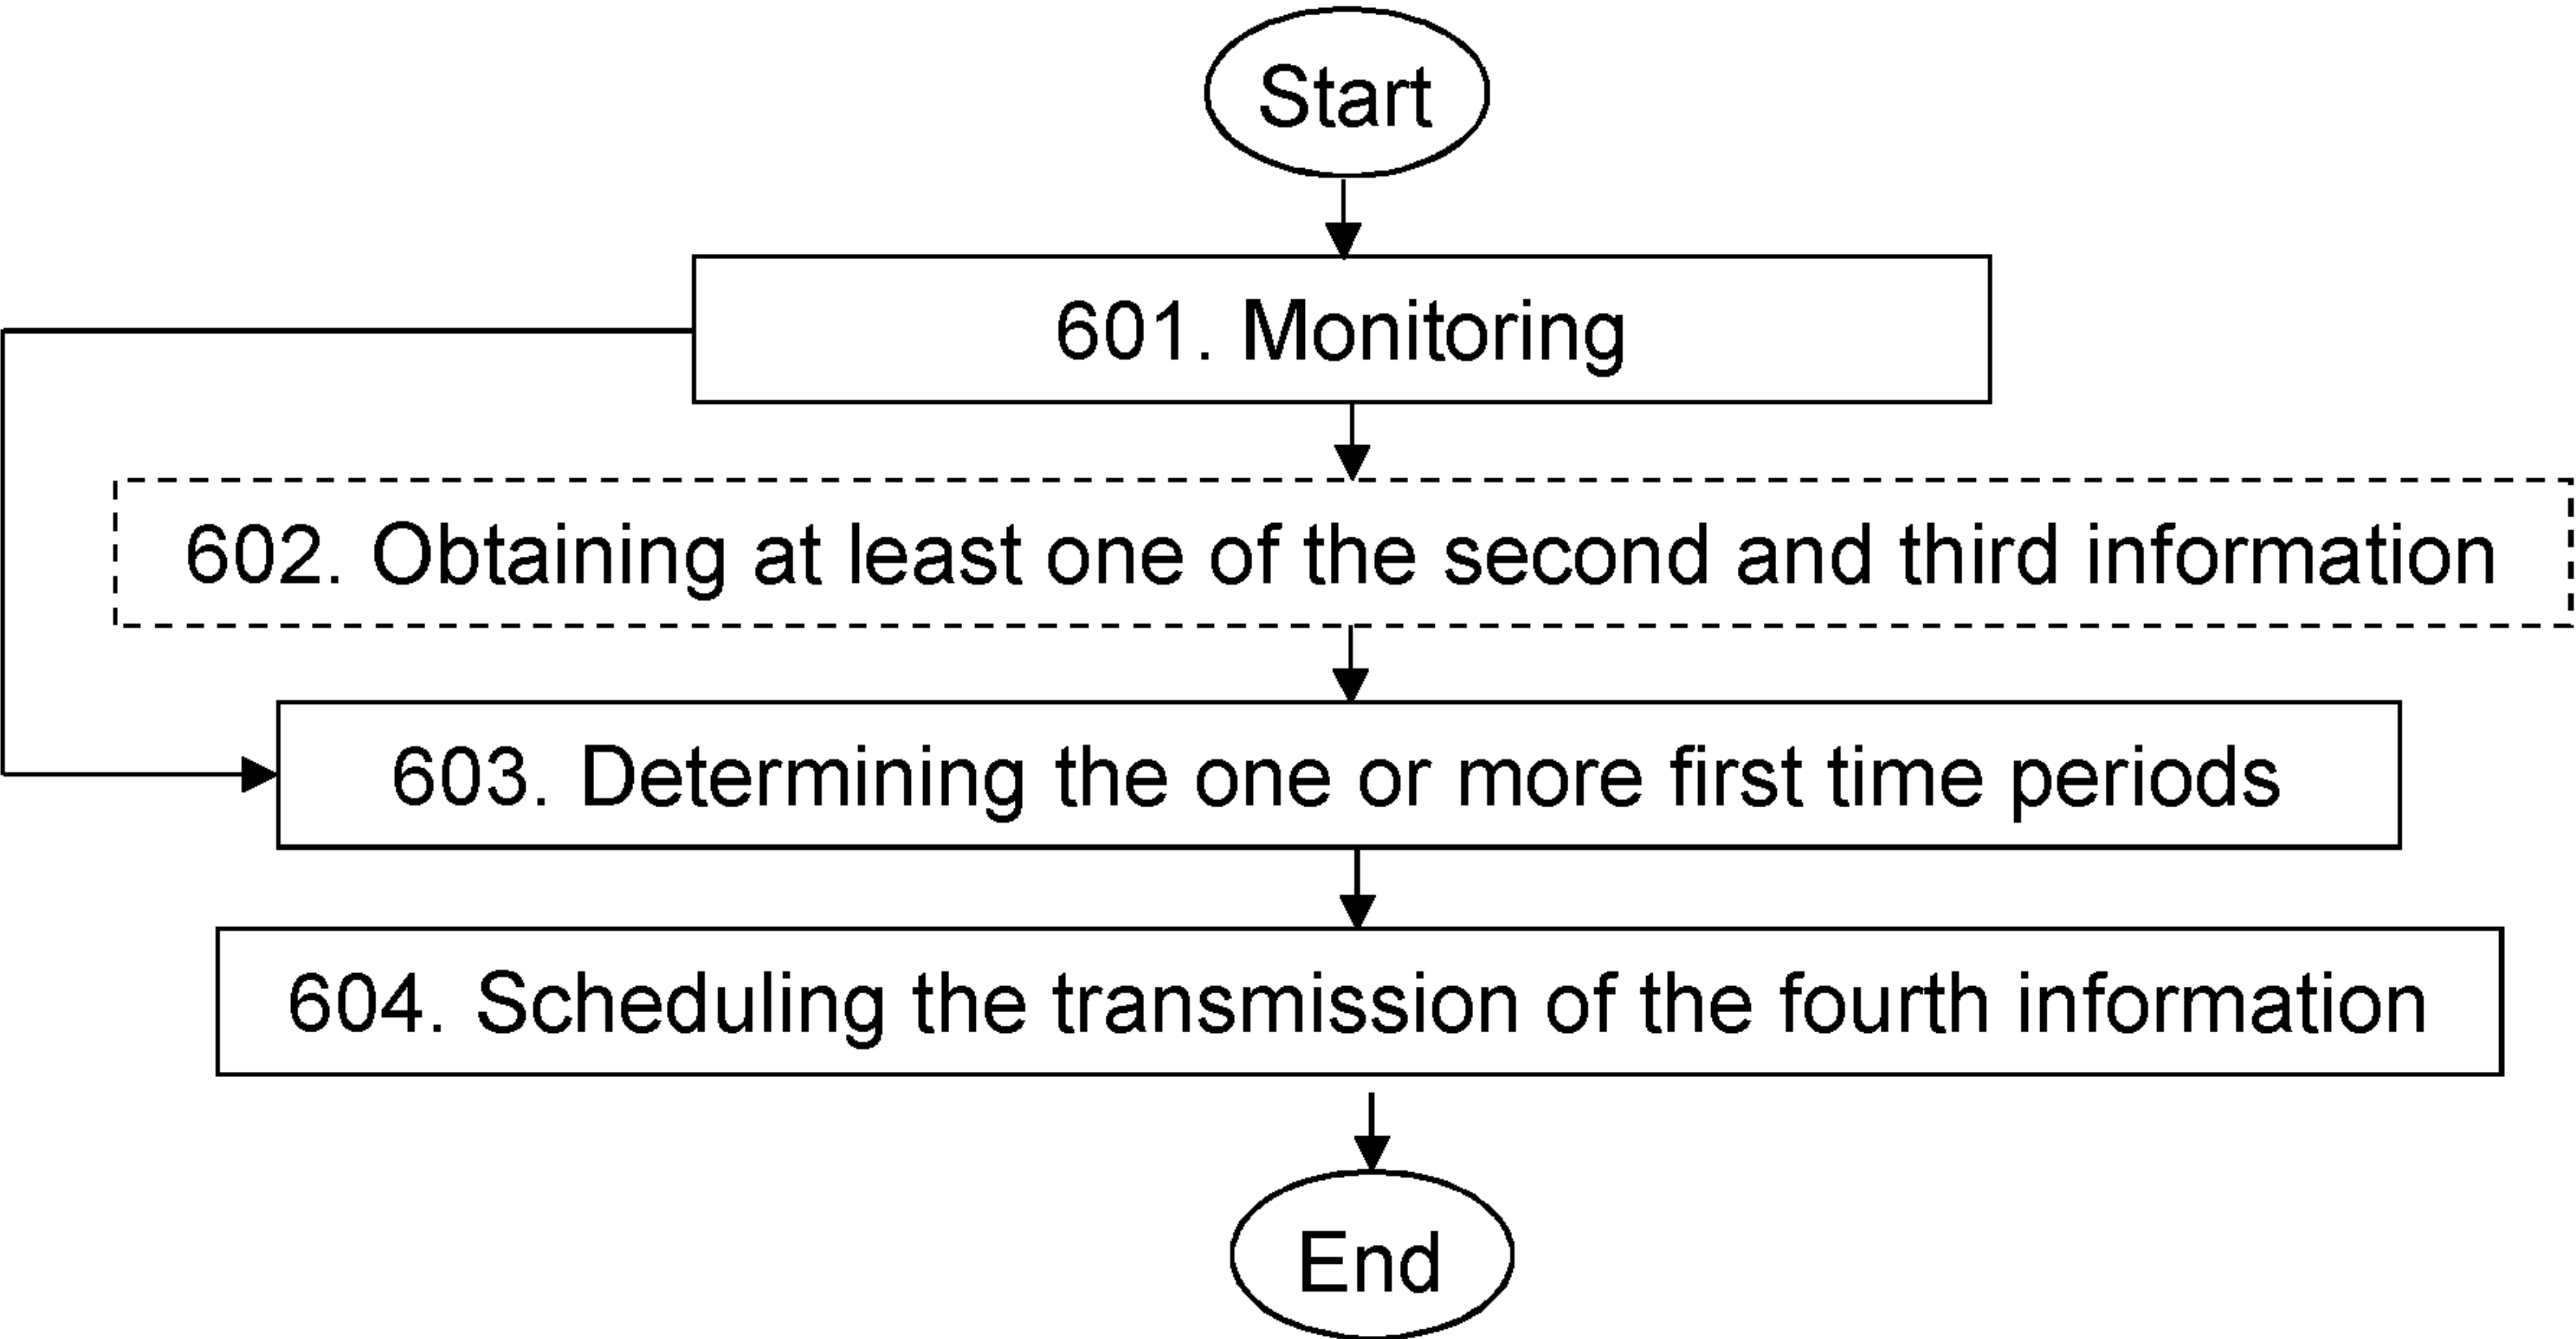 Start
601. Monitoring
602. Obtaining at least one of the second and third information
603. Determining the one or more first time periods
604. Scheduling the transmission of the fourth information
End